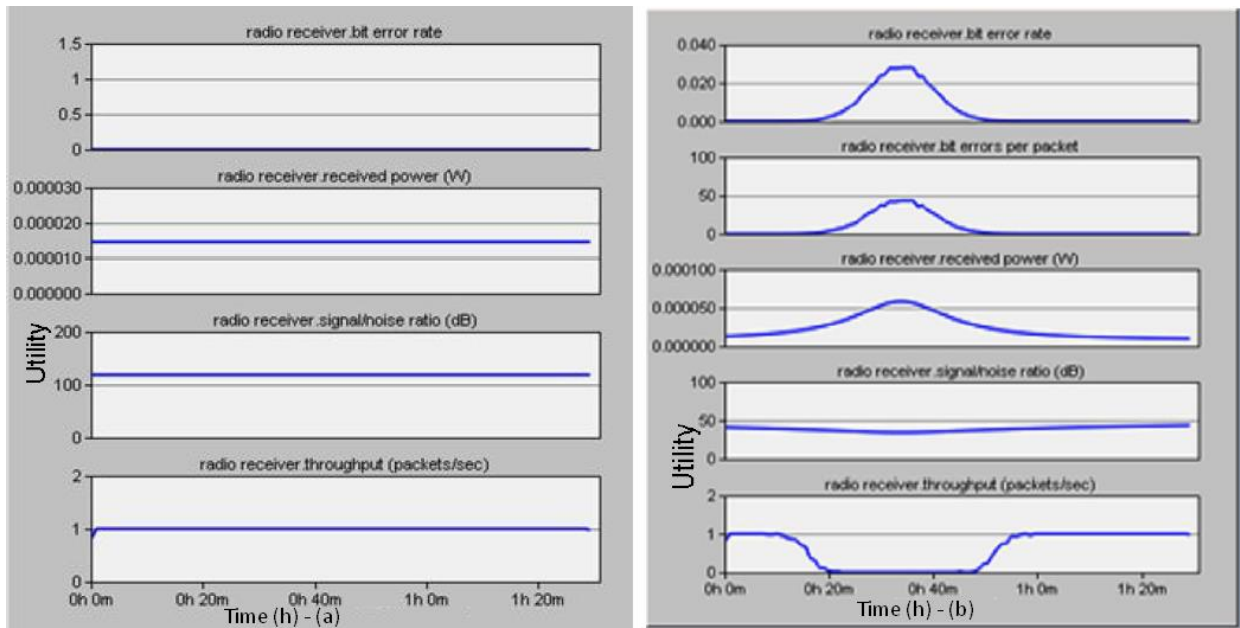 radio receiver.bit error rate
1.5
1
0.5
0
radio receiver.received power (W)
0.000030
0.000020
0.000010
0.000000
radio receiver.signal/noise ratio (dB)
200
100
0
Utility
radio receiver.throughput (packets/sec)
2
1
0
0h 0m
0h 20m
0h 40m
1h 0m
1h 20m
Time (h) - (a)
radio receiver.bit error rate
0.040
0.020
0.000
radio receiver.bit errors per packet
100
50
0
radio receiver.received power (W)
0.000100
0.000050
0.000000
radio receiver.signal/noise ratio (dB)
100
50
0
Utility
radio receiver.throughput (packets/sec)
2
1
0
0h 0m
0h 20m
0h 40m
1h 0m
1h 20m
Time (h) - (b)